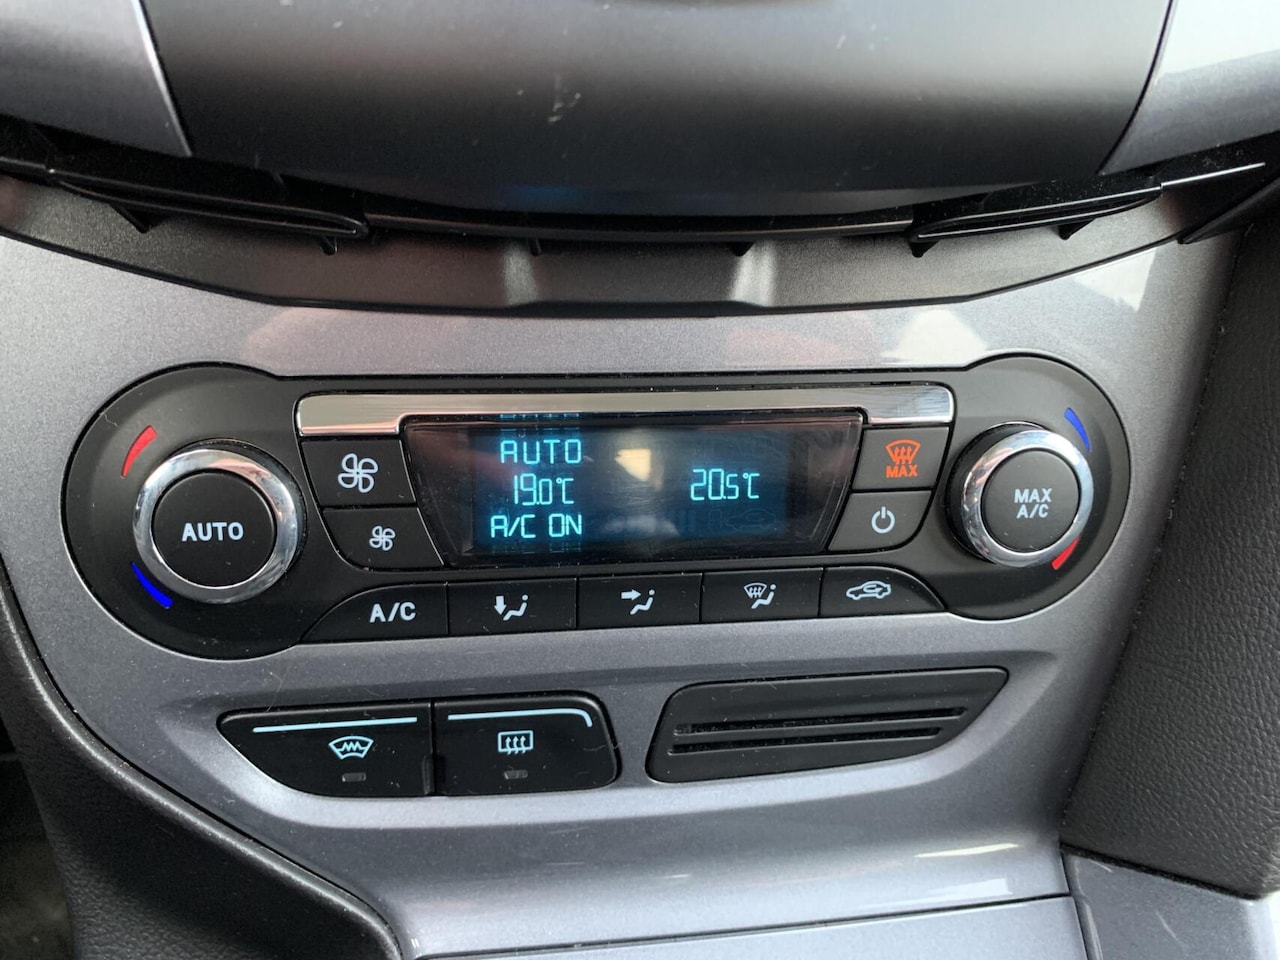 AUTO
19.0°C
A/C ON
20.5°C
MAX
AUTO
MAX
A/C
A/C